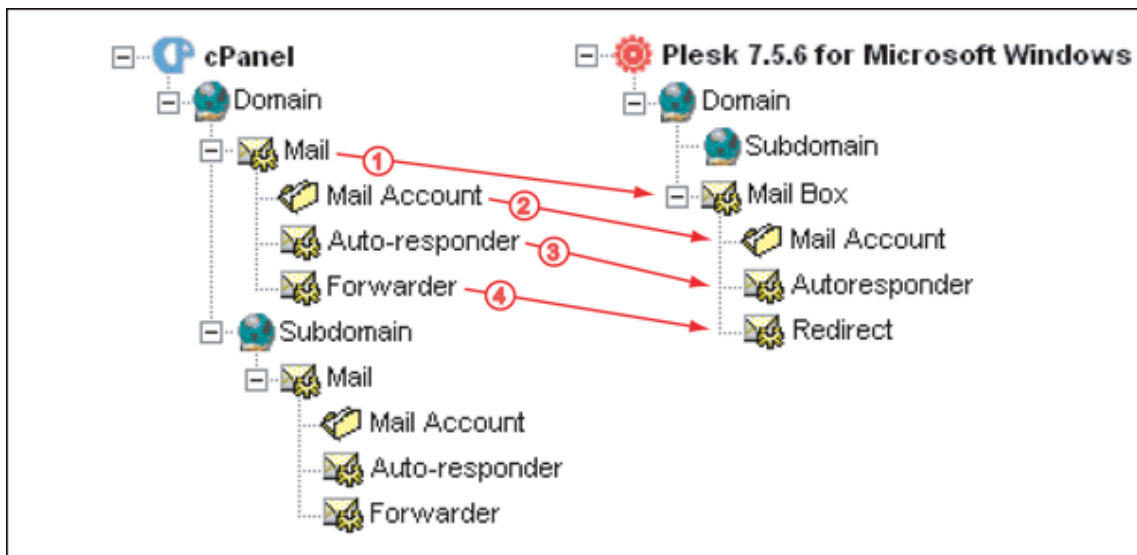 cPanel
Domain
Mail
Mail Account
Auto-responder
Forwarder
Subdomain
Mail
Mail Account
Auto-responder
Forwarder
1
2
3
4
Plesk 7.5.6 for Microsoft Windows
Domain
Subdomain
Mail Box
Mail Account
Autoresponder
Redirect